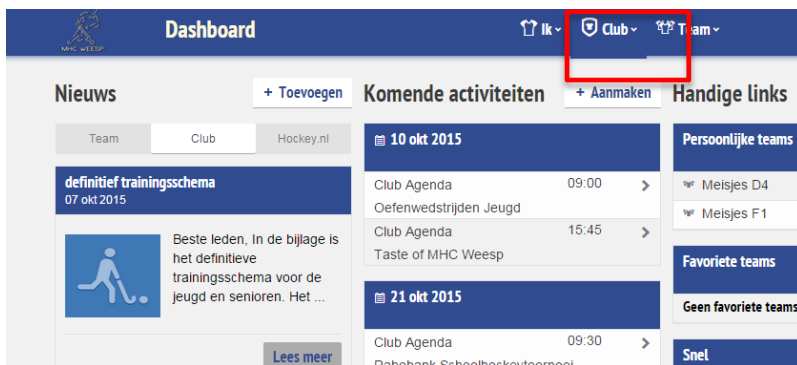 MHC WEESP
Dashboard
Ik
Club
Team
Nieuws
+ Toevoegen
Team
Club
Hockey.nl
definitief trainingsschema
07 okt 2015
Beste leden, In de bijlage is
het definitieve
trainingsschema voor de
jeugd en senioren. Het ...
Lees meer
Komende activiteiten
+ Aanmaken
10 okt 2015
Club Agenda 09:00
Oefenwedstrijden Jeugd
Club Agenda 15:45
Taste of MHC Weesp
21 okt 2015
Club Agenda 09:30
Handige links
Persoonlijke teams
Meisjes D4
Meisjes F1
Favoriete teams
Geen favoriete teams
Snel